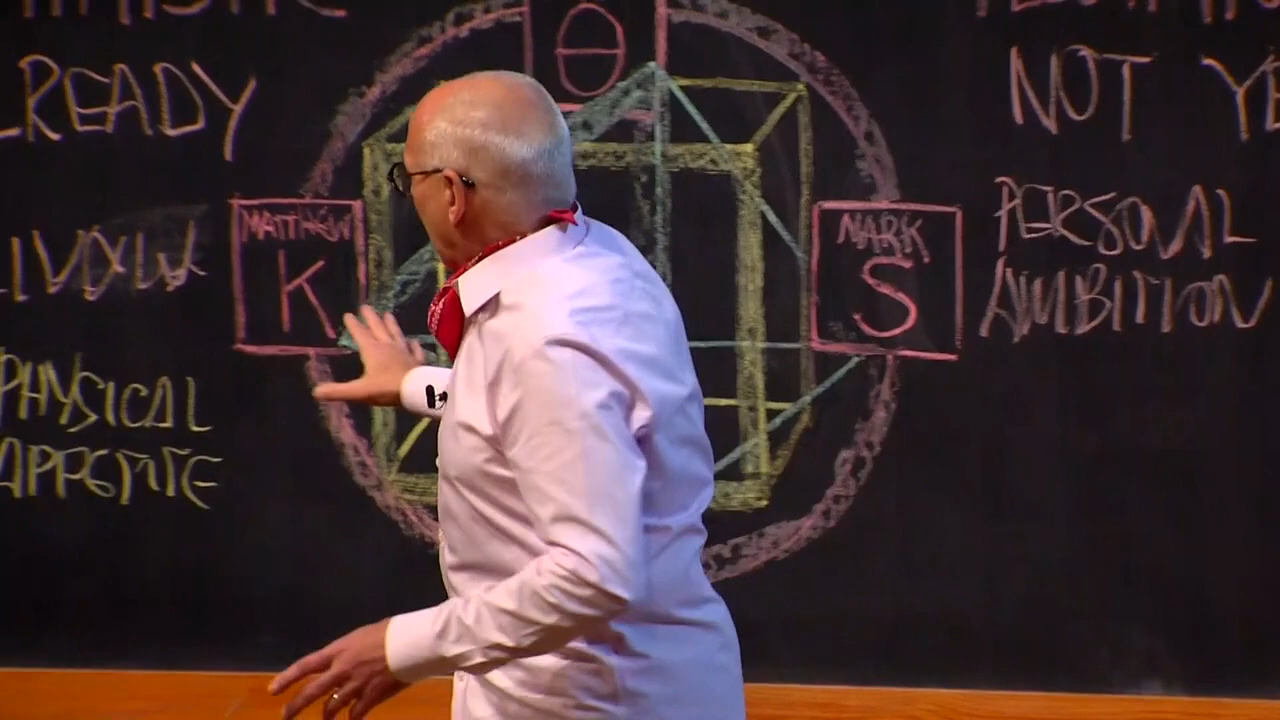 θ
READY
NOT YE
MATTHEW
K
MARK
S
PERSONAL
AMBITION
PHYSICAL
APPETITE